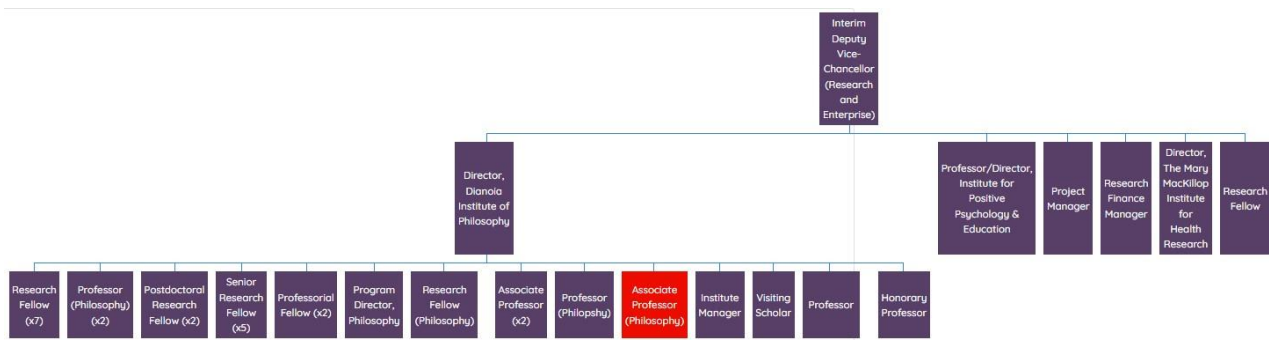 Interim
Deputy
Vice-
Chancellor
(Research
and
Enterprise)
Director,
Dianoia
Institute of
Philosophy
Professor/Director,
Institute for
Positive
Psychology &
Education
Project
Manager
Research
Finance
Manager
Director,
The Mary
MacKillop
Institute
for
Health
Research
Research
Fellow
Research
Fellow
(x7)
Professor
(Philosophy)
(x2)
Postdoctoral
Research
Fellow (x2)
Senior
Research
Fellow
(x5)
Professorial
Fellow (x2)
Program
Director,
Philosophy
Research
Fellow
(Philosophy)
Associate
Professor
(x2)
Professor
(Philopshy)
Associate
Professor
(Philosophy)
Institute
Manager
Visiting
Scholar
Professor
Honorary
Professor